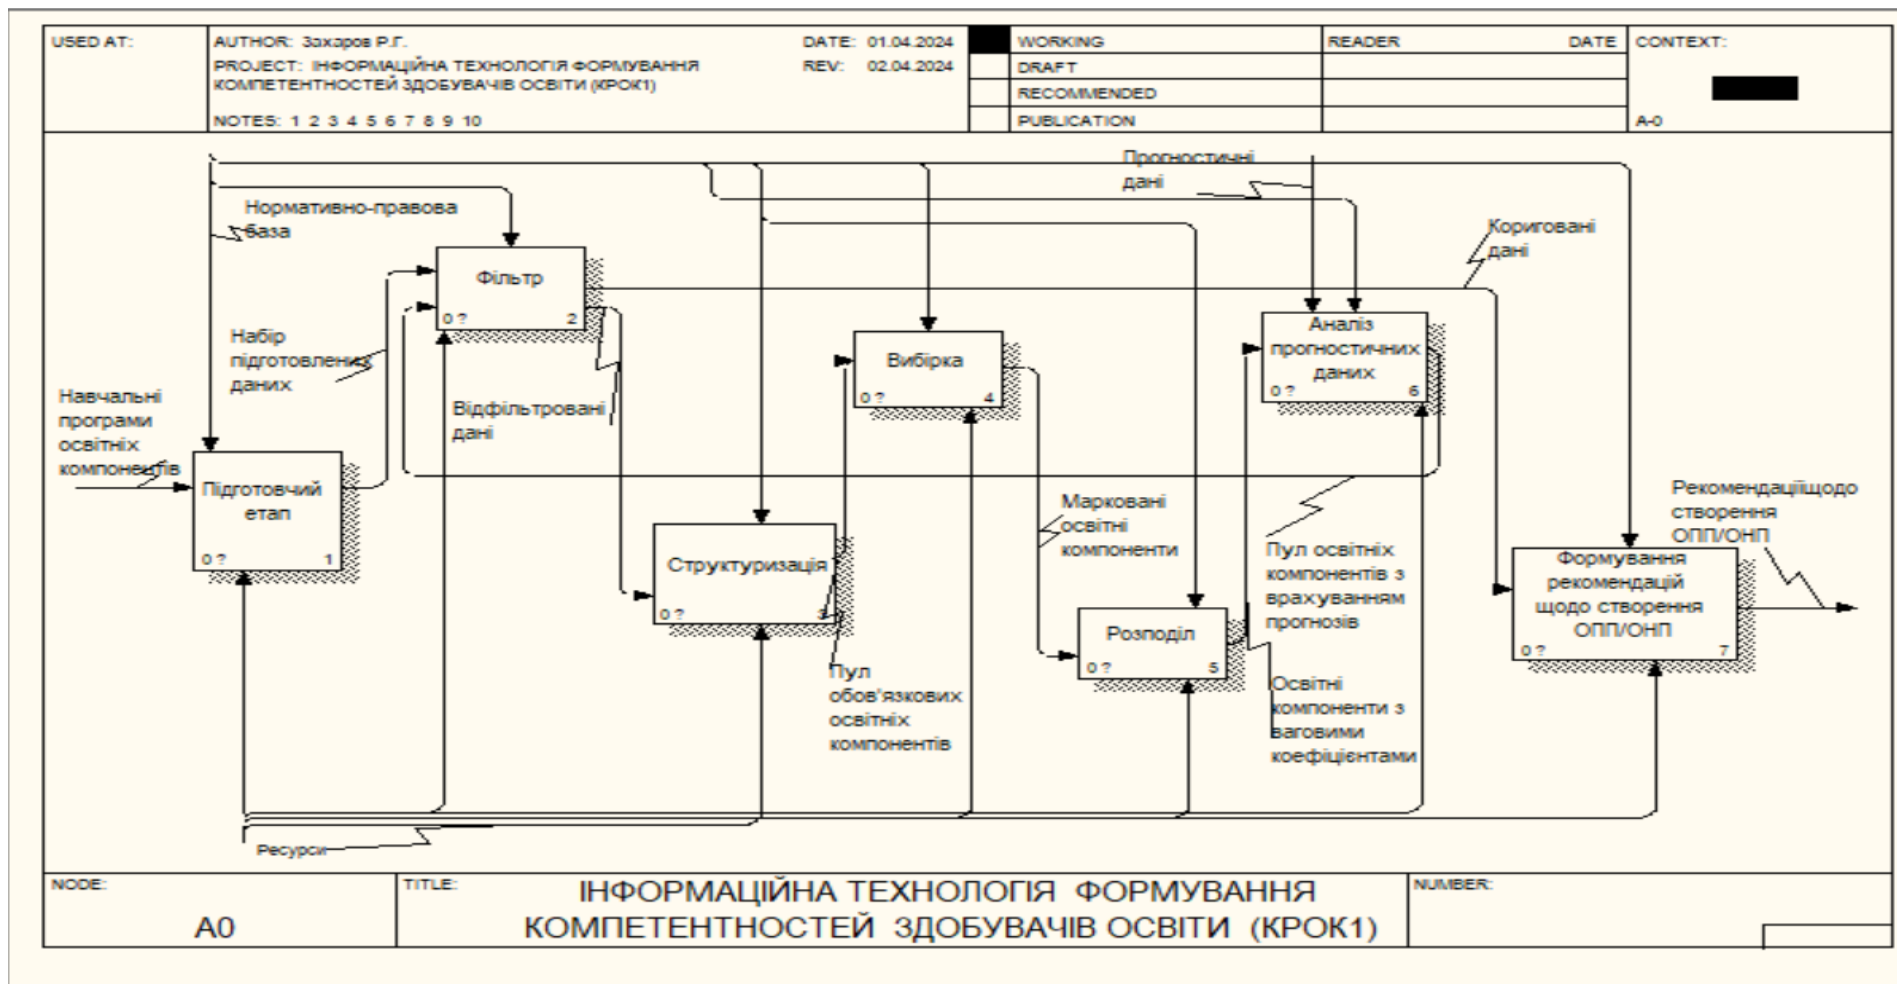 USED AT:
AUTHOR: Захаров Р.Г.
DATE: 01.04.2024
PROJECT: ІНФОРМАЦІЙНА ТЕХНОЛОГІЯ ФОРМУВАННЯ
КОМПЕТЕНТНОСТЕЙ ЗДОБУВАЧІВ ОСВІТИ (КРОК1)
REV: 02.04.2024
NOTES: 1 2 3 4 5 6 7 8 9 10
WORKING
DRAFT
RECOMMENDED
PUBLICATION
READER DATE
CONTEXT:
A-0
Прогностичні
дані
Нормативно-правова
база
Кориговані
дані
Фільтр
0 ? 2
Набір
підготовлених
даних
Аналіз
прогностичних
даних
0 ? 6
Вибірка
0 ? 4
Навчальні
програми
освітніх
компонентів
Відфільтровані
дані
Підготовчий
етап
0 ? 1
Марковані
освітні
компоненти
Рекомендаціїщодо
створення
ОПП/ОНП
Структуризація
0 ? 3
Пул освітніх
компонентів з
врахуванням
прогнозів
Формування
рекомендацій
щодо створення
ОПП/ОНП
0 ? 7
Розподіл
0 ? 5
Пул
обов'язкових
освітніх
компонентів
Освітні
компоненти з
ваговими
коефіцієнтами
Ресурси
NODE:
A0
TITLE:
ІНФОРМАЦІЙНА ТЕХНОЛОГІЯ ФОРМУВАННЯ
КОМПЕТЕНТНОСТЕЙ ЗДОБУВАЧІВ ОСВІТИ (КРОК1)
NUMBER: